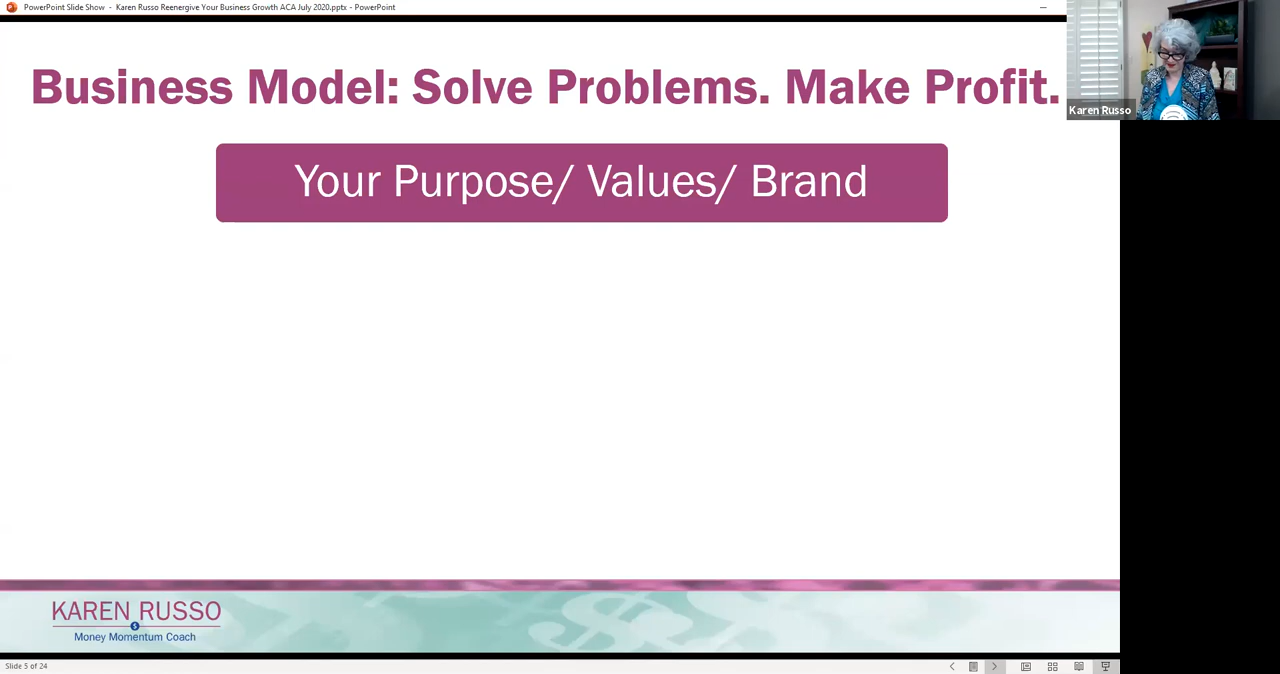 PowerPoint Slide Show - Karen Russo Reenergive Your Business Growth ACA July 2020.pptx - PowerPoint
Business Model: Solve Problems. Make Profit.
Karen Russo
Your Purpose/ Values/ Brand
KAREN RUSSO
$
Money Momentum Coach
Slide 5 of 24